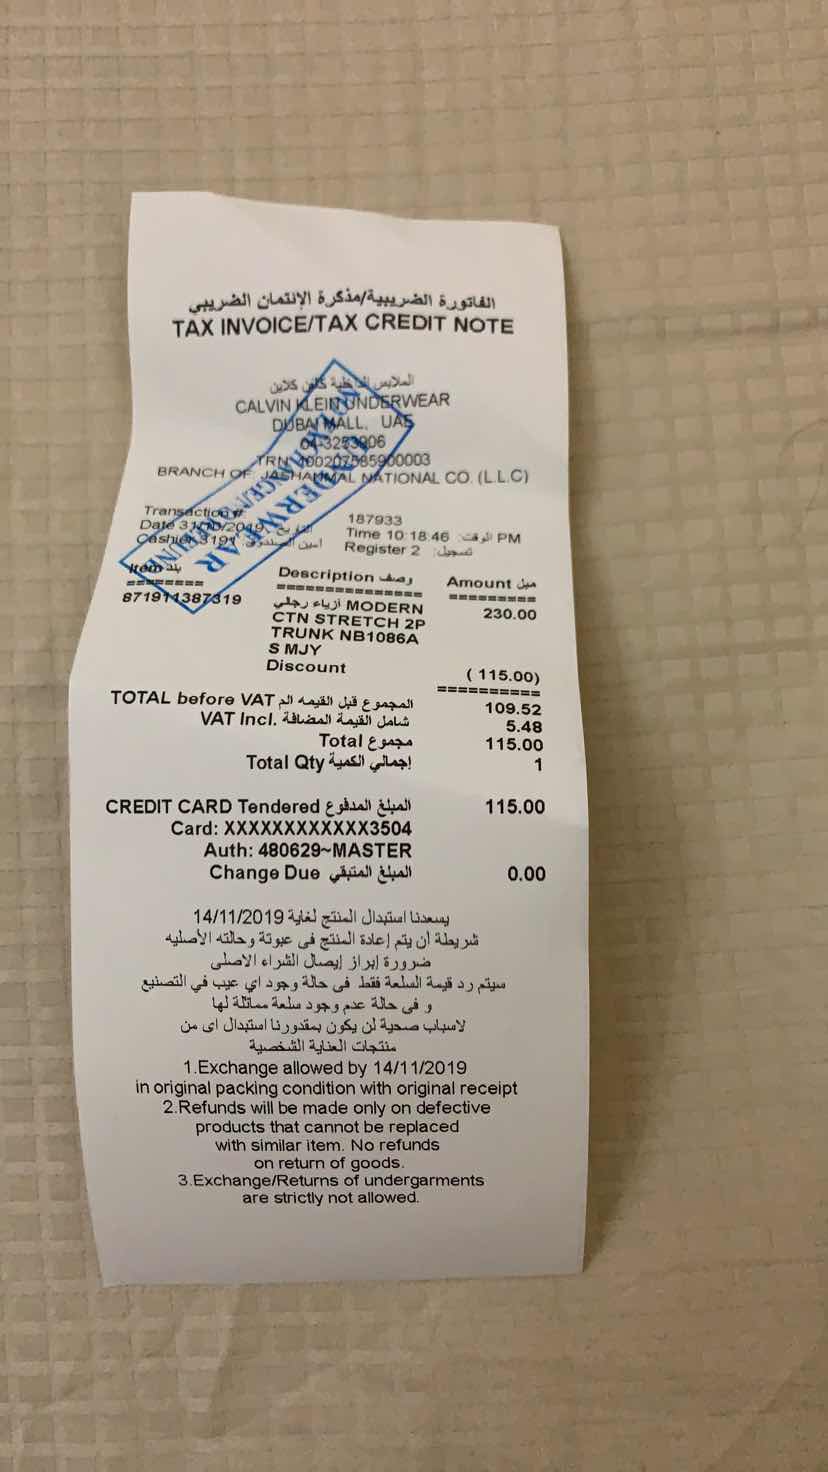 الفاتورة الضريبية/مذكرة الإئتمان الضريبي
TAX INVOICE/TAX CREDIT NOTE
الملابس الداخلية كلفن كلاين
CALVIN KLEIN UNDERWEAR
DUBAI MALL, UAE
04-3253906
TRN 100207585900003
BRANCH OF JASHANMAL NATIONAL CO. (L.L.C)
Transaction #: 187933
Date 31/10/2019 التاريخ: Time 10:18:46 الوقت: PM
Cashier 3191 أمين الصندوق: Register 2 تسجيل:
Item بند Description وصف Amount مبل
======== =============== =========
871911387319 أزياء رجالي MODERN 230.00
CTN STRETCH 2P
TRUNK NB1086A
S MJY
Discount ( 115.00)
==========
TOTAL before VAT المجموع قبل القيمه الم 109.52
VAT Incl. شامل القيمة المضافة 5.48
Total مجموع 115.00
Total Qty إجمالي الكمية 1
CREDIT CARD Tendered المبلغ المدفوع 115.00
Card: XXXXXXXXXXXX3504
Auth: 480629~MASTER
Change Due المبلغ المتبقي 0.00
يسعدنا استبدال المنتج لغاية 14/11/2019
شريطة أن يتم إعادة المنتج فى عبوتة وحالته الأصليه
ضرورة إبراز إيصال الشراء الاصلى
سيتم رد قيمة السلعة فقط فى حالة وجود اي عيب في التصنيع
و فى حالة عدم وجود سلعة مماثلة لها
لاسباب صحية لن يكون بمقدورنا استبدال اى من
منتجات العناية الشخصية
1.Exchange allowed by 14/11/2019
in original packing condition with original receipt
2.Refunds will be made only on defective
products that cannot be replaced
with similar item. No refunds
on return of goods.
3.Exchange/Returns of undergarments
are strictly not allowed.
UNDERWEAR